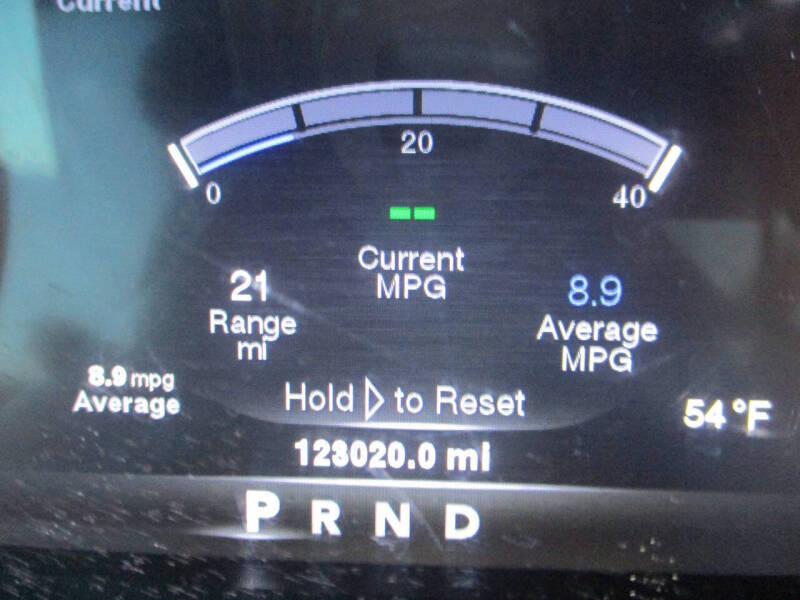 Current
20
0
40
--
Current
MPG
21
Range
mi
8.9
Average
MPG
8.9 mpg
Average
Hold ▷ to Reset
54 °F
123020.0 mi
P R N D